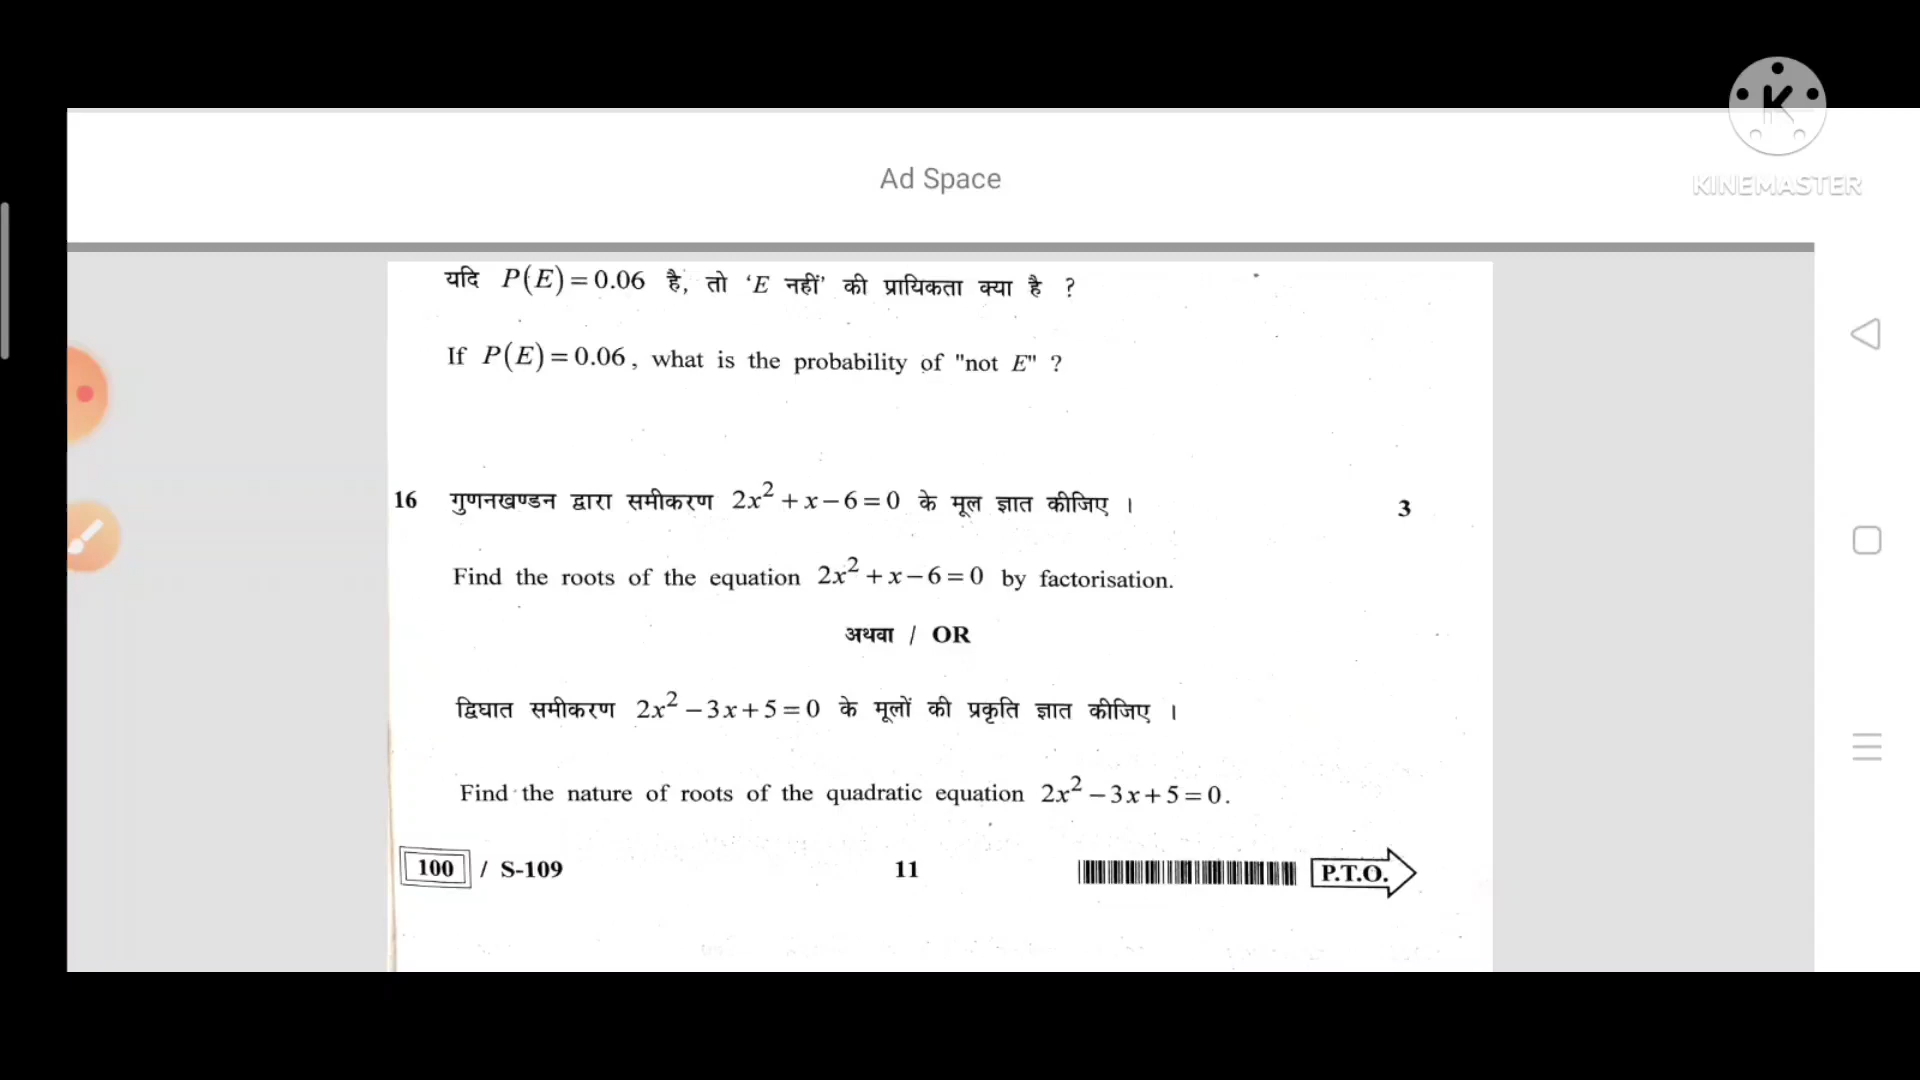 Ad Space
KINEMASTER
यदि P(E)=0.06 है, तो ‘E नहीं’ की प्रायिकता क्या है ?
If P(E)=0.06, what is the probability of "not E" ?
16 गुणनखण्डन द्वारा समीकरण 2x²+x−6=0 के मूल ज्ञात कीजिए । 3
Find the roots of the equation 2x²+x−6=0 by factorisation.
अथवा / OR
द्विघात समीकरण 2x²−3x+5=0 के मूलों की प्रकृति ज्ञात कीजिए ।
Find the nature of roots of the quadratic equation 2x²−3x+5=0.
100 / S-109 11 P.T.O.